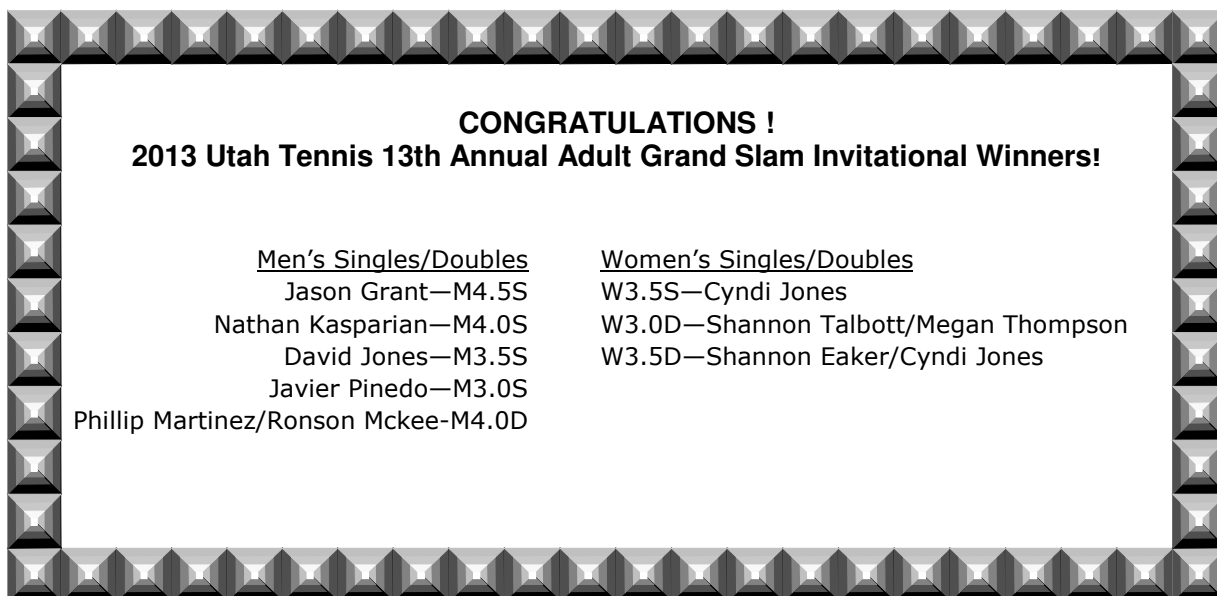 CONGRATULATIONS !
2013 Utah Tennis 13th Annual Adult Grand Slam Invitational Winners!
Men’s Singles/Doubles
Jason Grant—M4.5S
Nathan Kasparian—M4.0S
David Jones—M3.5S
Javier Pinedo—M3.0S
Phillip Martinez/Ronson Mckee-M4.0D
Women’s Singles/Doubles
W3.5S—Cyndi Jones
W3.0D—Shannon Talbott/Megan Thompson
W3.5D—Shannon Eaker/Cyndi Jones